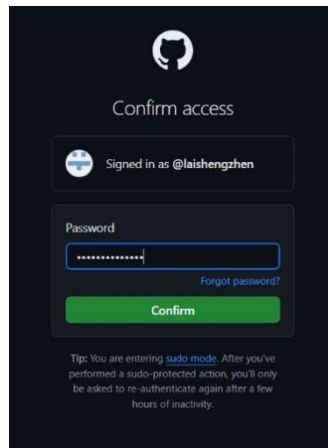 Confirm access
Signed in as @laishengzhen
Password
••••••••••••••
Forgot password?
Confirm
Tip: You are entering sudo mode. After you've
performed a sudo-protected action, you'll only
be asked to re-authenticate again after a few
hours of inactivity.